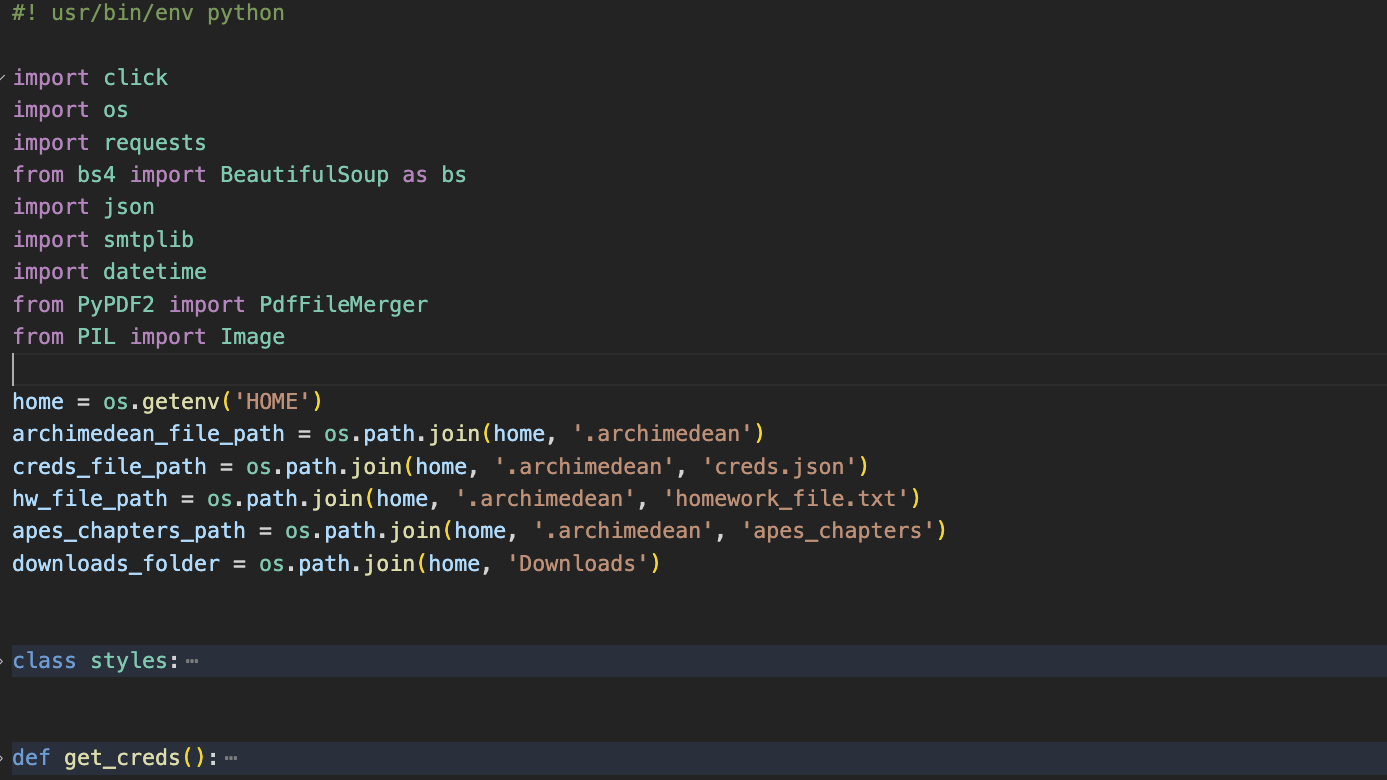 #! usr/bin/env python
import click
import os
import requests
from bs4 import BeautifulSoup as bs
import json
import smtplib
import datetime
from PyPDF2 import PdfFileMerger
from PIL import Image
home = os.getenv('HOME')
archimedean_file_path = os.path.join(home, '.archimedean')
creds_file_path = os.path.join(home, '.archimedean', 'creds.json')
hw_file_path = os.path.join(home, '.archimedean', 'homework_file.txt')
apes_chapters_path = os.path.join(home, '.archimedean', 'apes_chapters')
downloads_folder = os.path.join(home, 'Downloads')
class styles:⋯
def get_creds():⋯